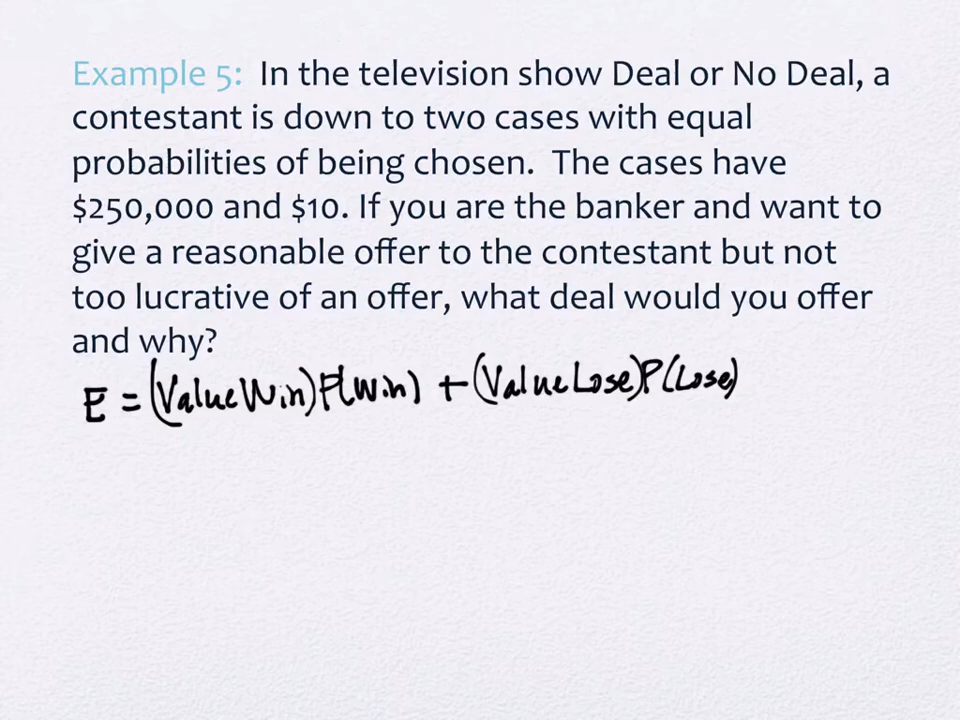 Example 5: In the television show Deal or No Deal, a
contestant is down to two cases with equal
probabilities of being chosen. The cases have
$250,000 and $10. If you are the banker and want to
give a reasonable offer to the contestant but not
too lucrative of an offer, what deal would you offer
and why?
E = (Value Win)P(Win) + (Value Lose)P(Lose)